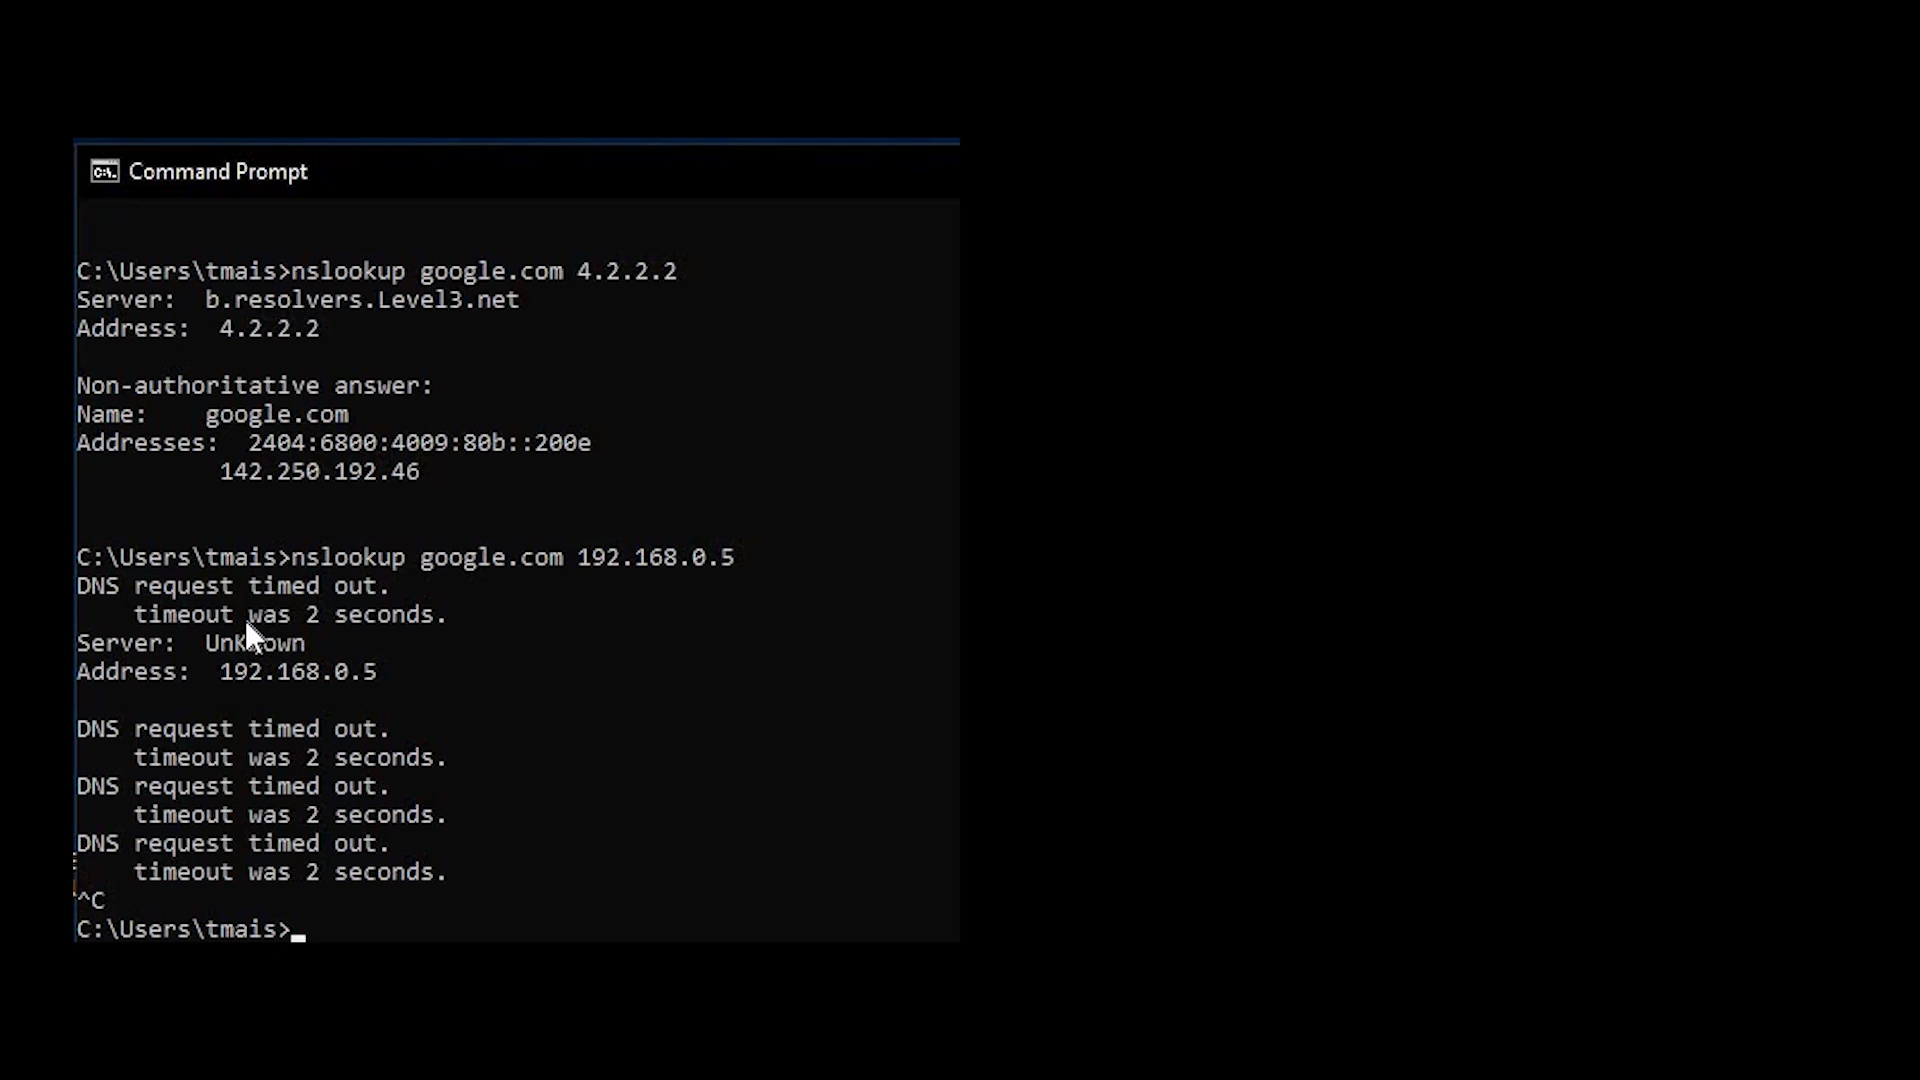 Command Prompt
C:\Users\tmais>nslookup google.com 4.2.2.2
Server:  b.resolvers.Level3.net
Address:  4.2.2.2
Non-authoritative answer:
Name:    google.com
Addresses:  2404:6800:4009:80b::200e
          142.250.192.46
C:\Users\tmais>nslookup google.com 192.168.0.5
DNS request timed out.
    timeout was 2 seconds.
Server:  UnKnown
Address:  192.168.0.5
DNS request timed out.
    timeout was 2 seconds.
DNS request timed out.
    timeout was 2 seconds.
DNS request timed out.
    timeout was 2 seconds.
^C
C:\Users\tmais>